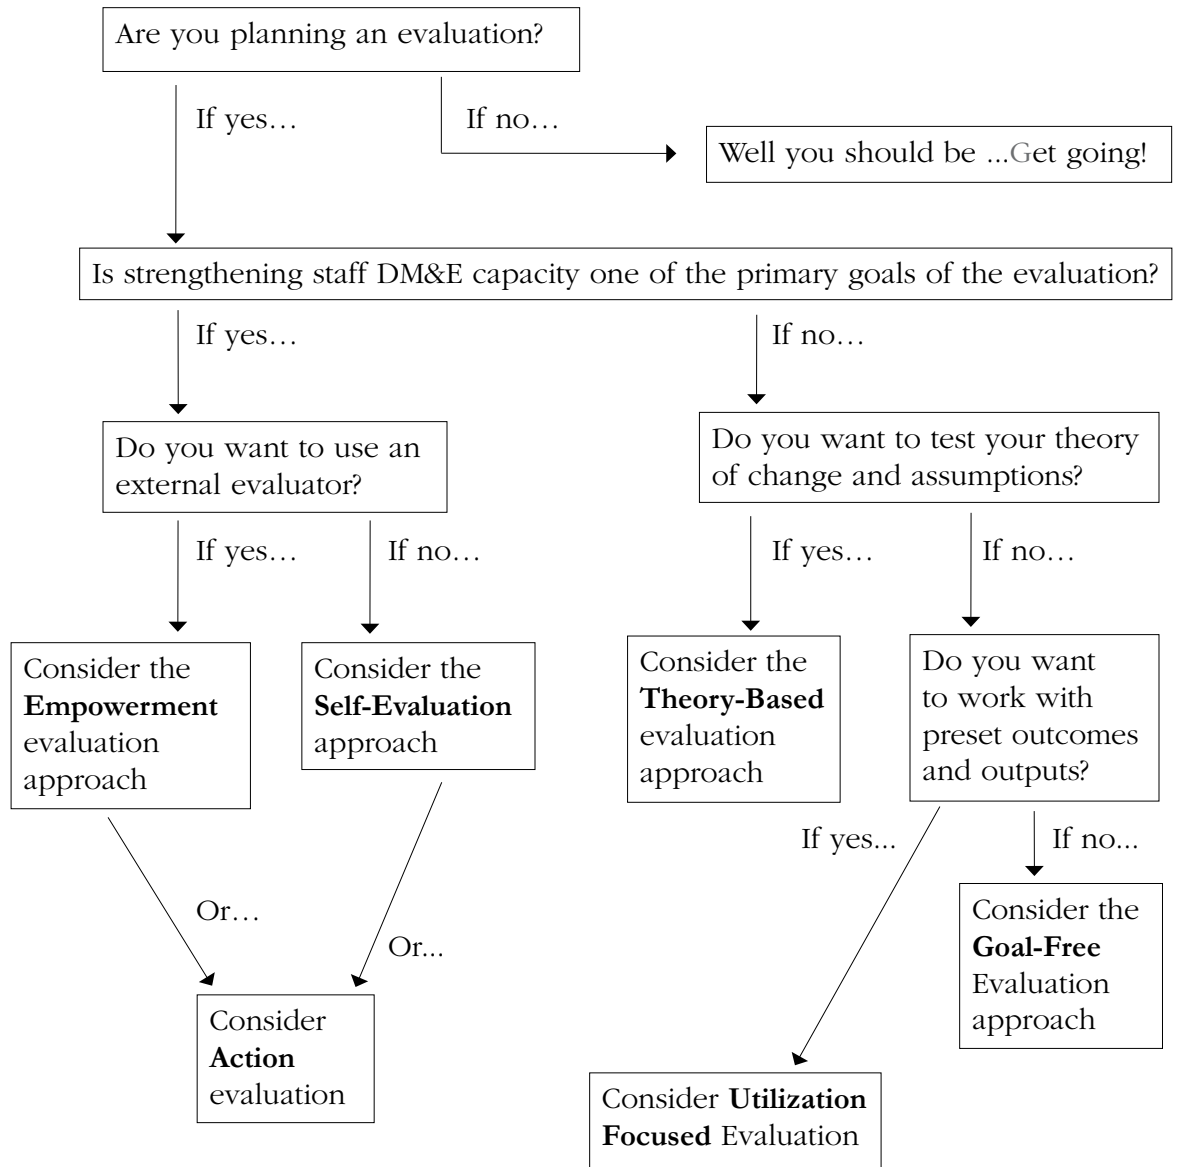 Are you planning an evaluation?
If yes…
If no…
Well you should be ...Get going!
Is strengthening staff DM&E capacity one of the primary goals of the evaluation?
If yes…
If no…
Do you want to use an
external evaluator?
Do you want to test your theory
of change and assumptions?
If yes…
If no…
If yes…
If no…
Consider the
Empowerment
evaluation
approach
Consider the
Self-Evaluation
approach
Consider the
Theory-Based
evaluation
approach
Do you want
to work with
preset outcomes
and outputs?
If yes...
If no...
Or…
Or...
Consider
Action
evaluation
Consider the
Goal-Free
Evaluation
approach
Consider Utilization
Focused Evaluation